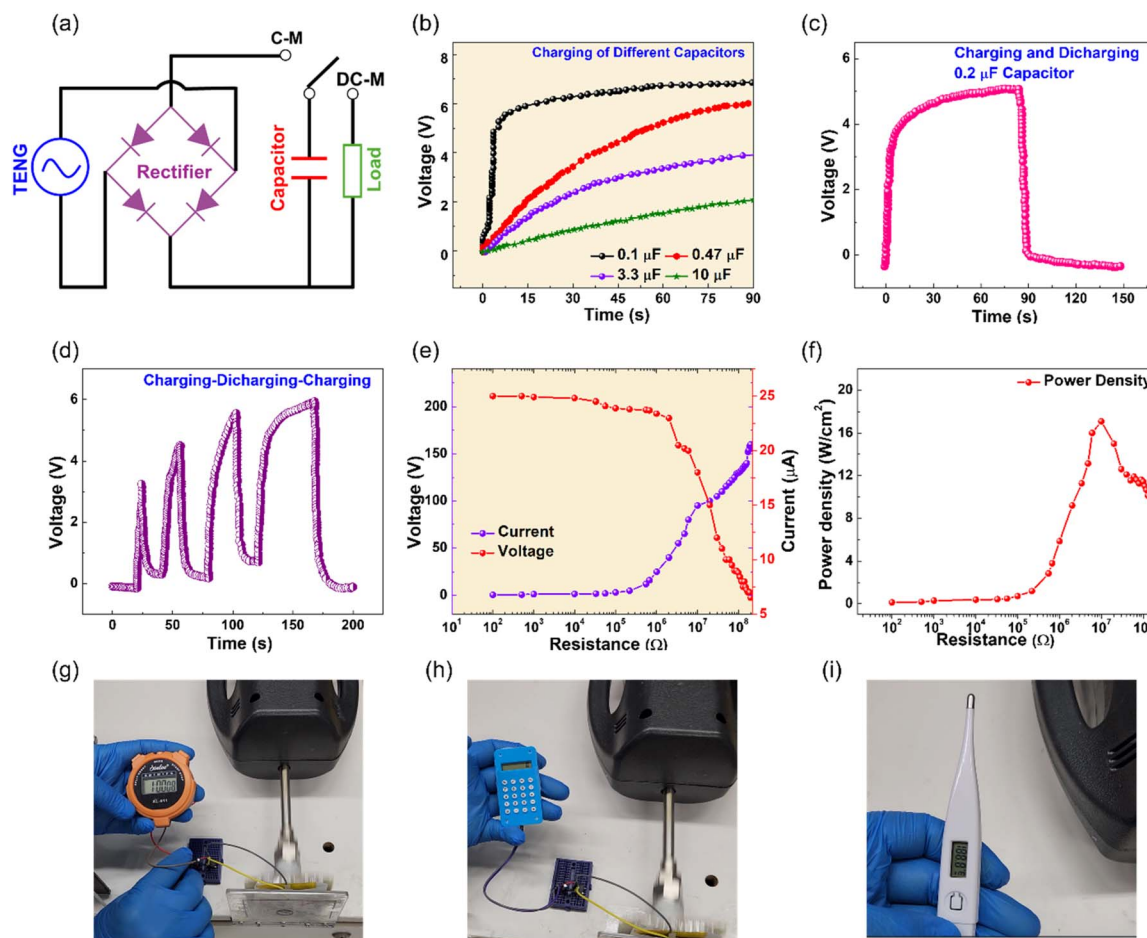 (a)
C-M
DC-M
TENG
Rectifier
Capacitor
Load
(b)
Charging of Different Capacitors
Voltage (V)
8
6
4
2
0
0.1 μF
0.47 μF
3.3 μF
10 μF
0 15 30 45 60 75 90
Time (s)
(c)
Charging and Dicharging
0.2 μF Capacitor
Voltage (V)
6
4
2
0
0 30 60 90 120 150
Time (s)
(d)
Charging-Dicharging-Charging
Voltage (V)
6
4
2
0
0 50 100 150 200
Time (s)
(e)
Voltage (V)
200
150
100
50
0
Current
Voltage
25
20
15
10
5
Current (μA)
10¹ 10² 10³ 10⁴ 10⁵ 10⁶ 10⁷ 10⁸
Resistance (Ω)
(f)
Power Density
Power density (W/cm²)
20
16
12
8
4
0
10² 10³ 10⁴ 10⁵ 10⁶ 10⁷ 10⁸
Resistance (Ω)
(g)
(h)
(i)